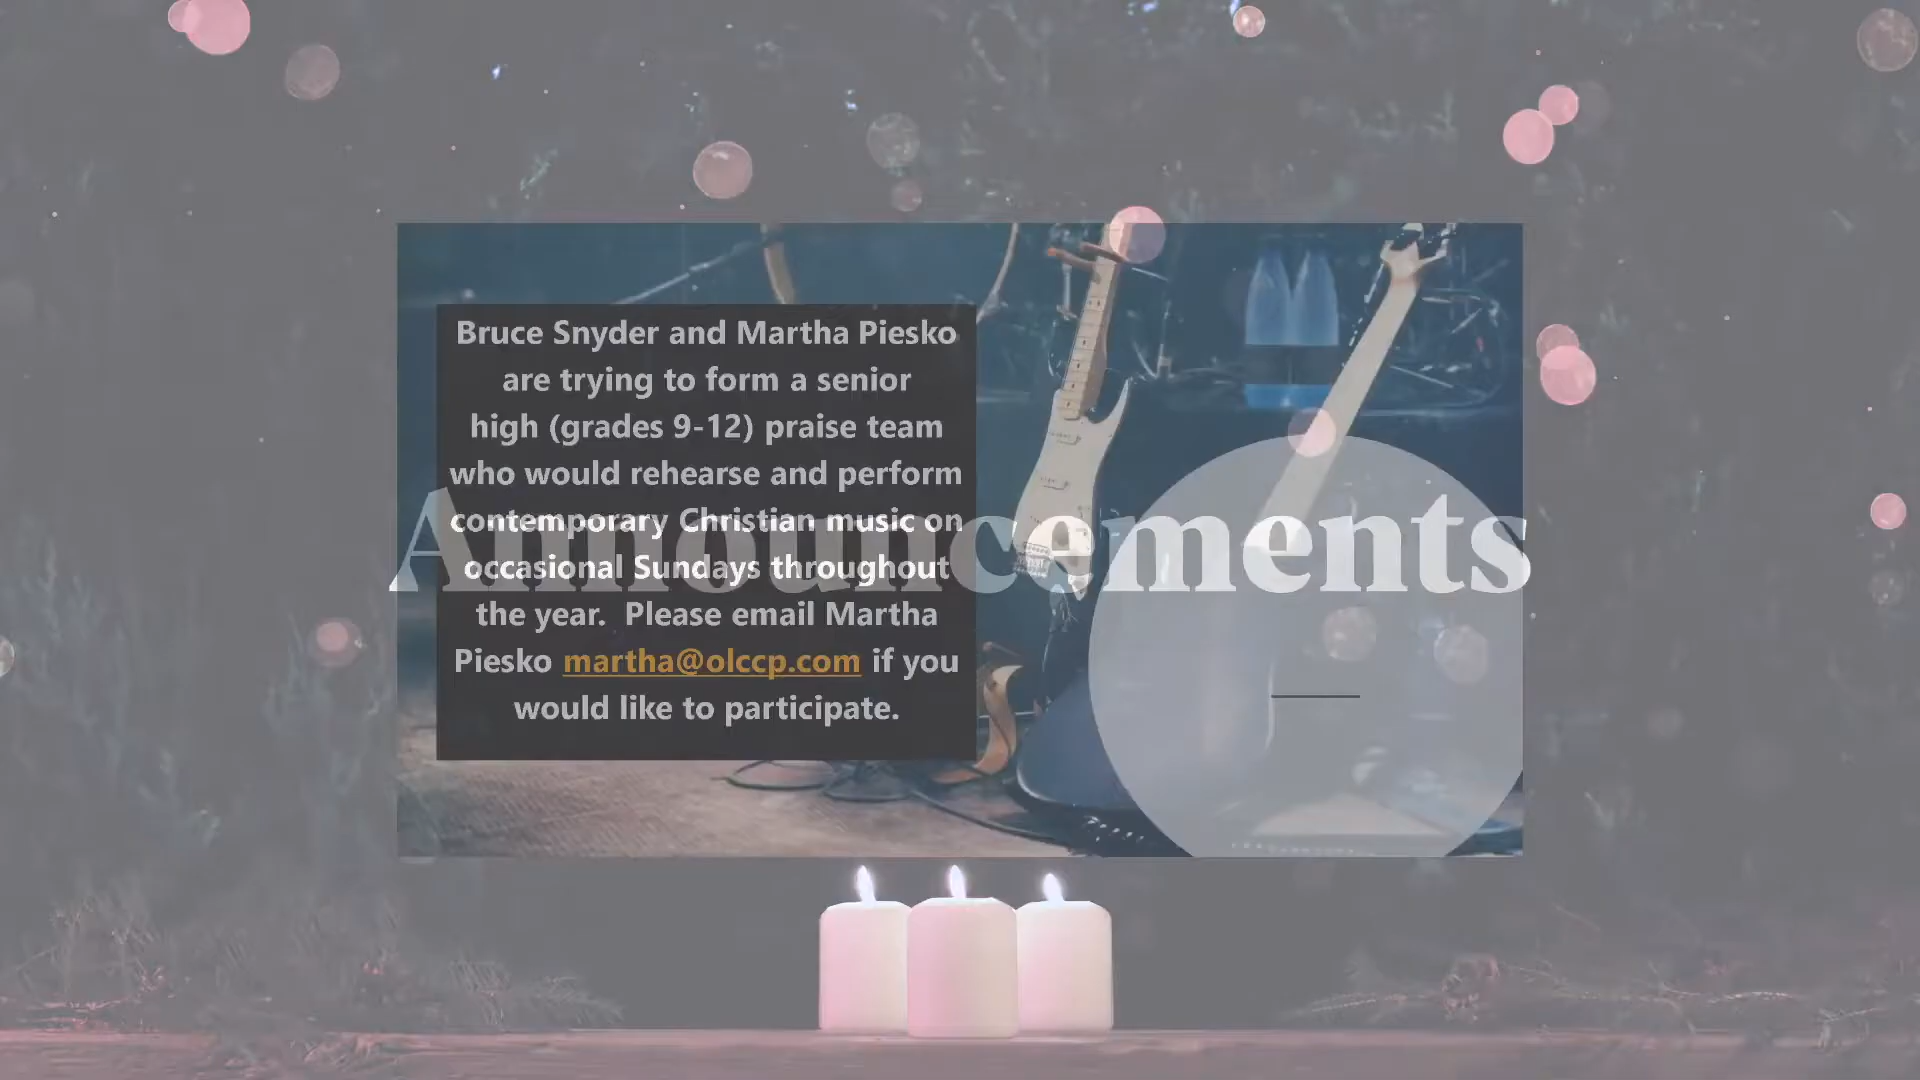 Bruce Snyder and Martha Piesko
are trying to form a senior
high (grades 9-12) praise team
who would rehearse and perform
contemporary Christian music on
occasional Sundays throughout
the year.  Please email Martha
Piesko martha@olccp.com if you
would like to participate.
Announcements